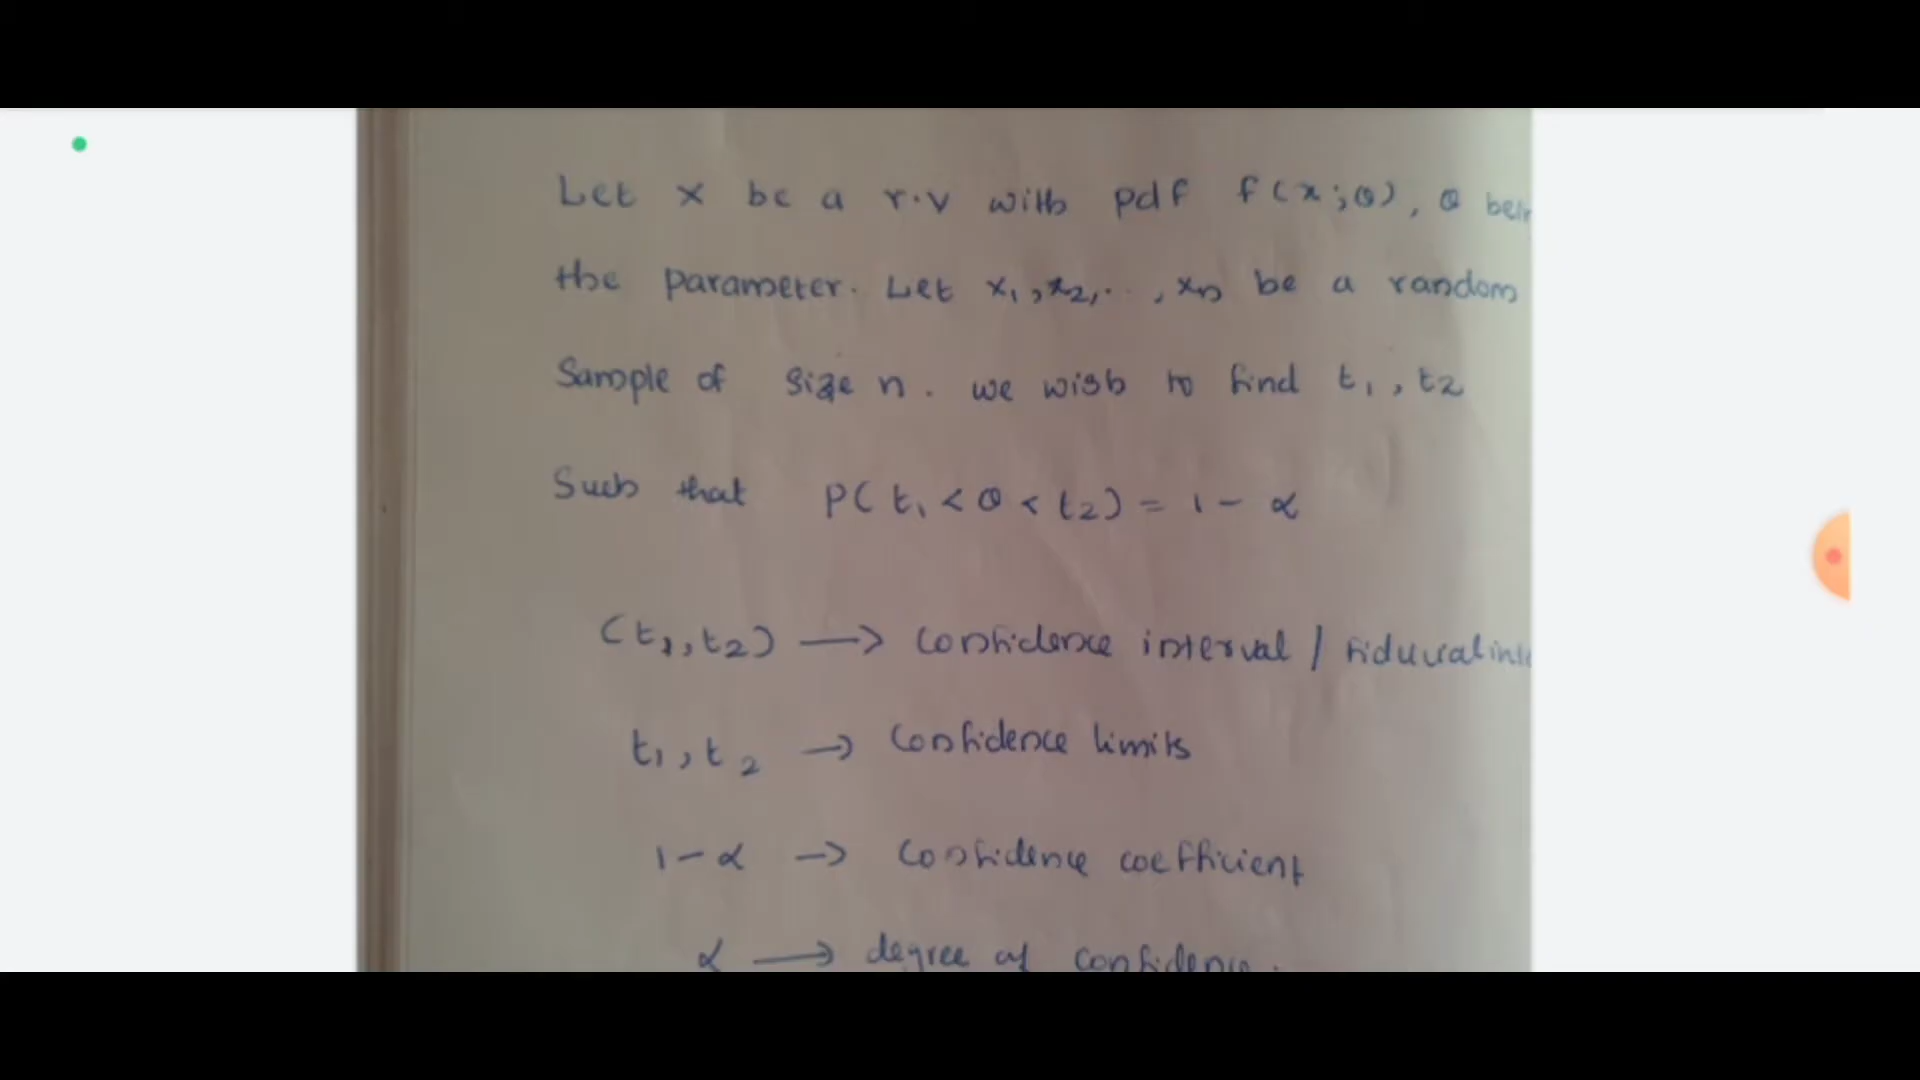 Let x be a r.v with pdf f(x;θ), θ bein
the parameter. Let x₁,x₂,.., xn be a random
Sample of size n. we wish to find t₁, t₂
Such that P(t₁ < θ < t₂) = 1 - α
(t₁,t₂) → confidence interval / fiducial inte
t₁, t₂ → confidence limits
1 - α → confidence coefficient
α → degree of confidence.